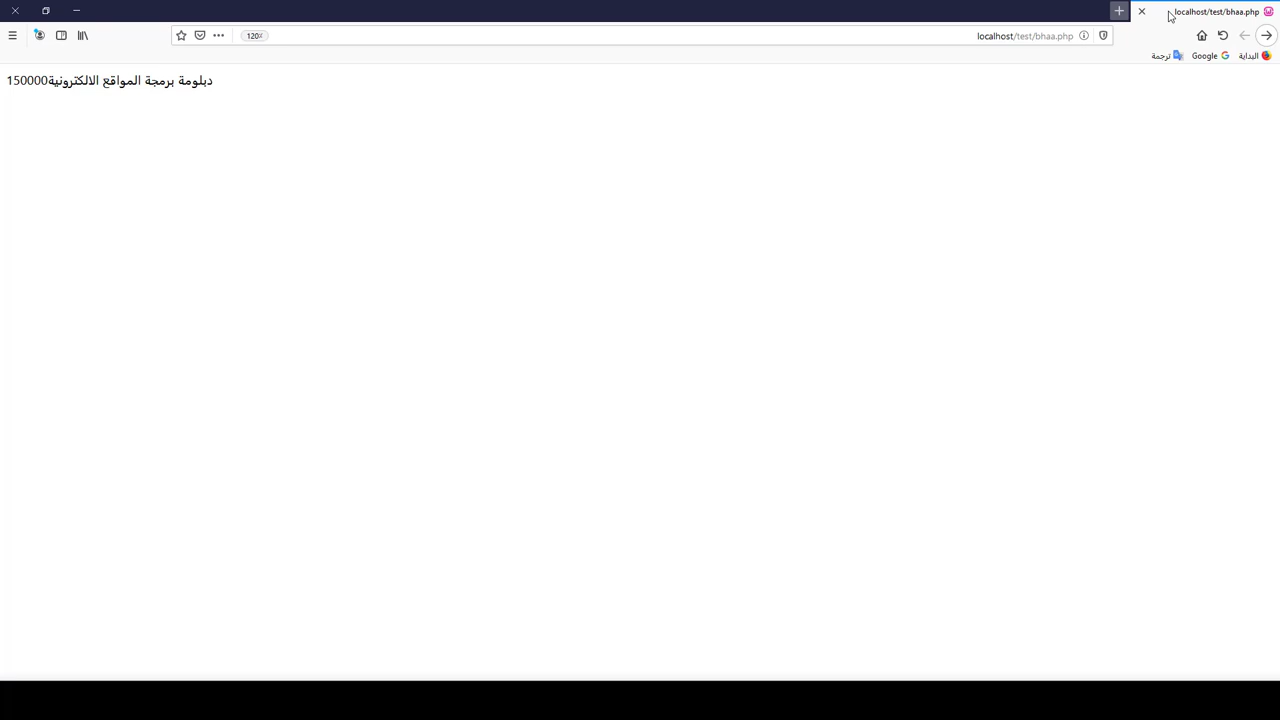 localhost/test/bhaa.php
120٪
localhost/test/bhaa.php
البداية
Google
ترجمة
دبلومة برمجة المواقع الالكترونية150000